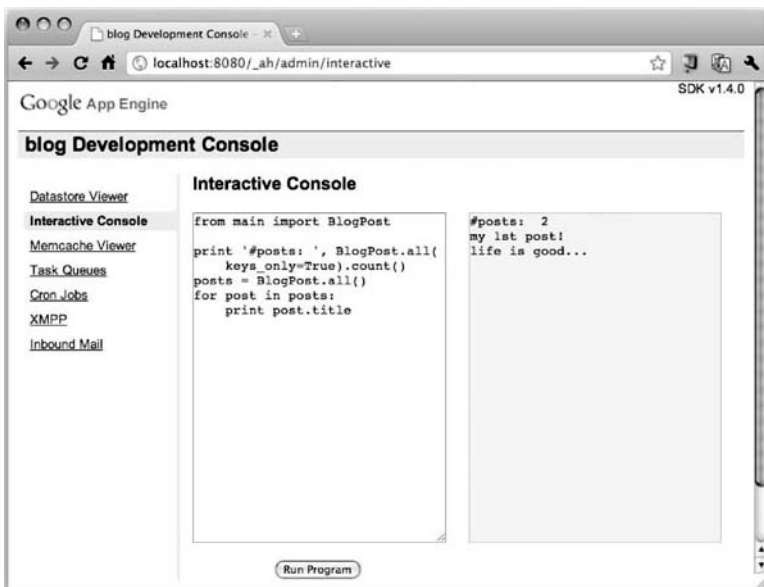 blog Development Console -
localhost:8080/_ah/admin/interactive
SDK v1.4.0
Google App Engine
blog Development Console
Datastore Viewer
Interactive Console
Memcache Viewer
Task Queues
Cron Jobs
XMPP
Inbound Mail
Interactive Console
from main import BlogPost
print '#posts: ', BlogPost.all(
    keys_only=True).count()
posts = BlogPost.all()
for post in posts:
    print post.title
#posts:  2
my 1st post!
life is good...
Run Program